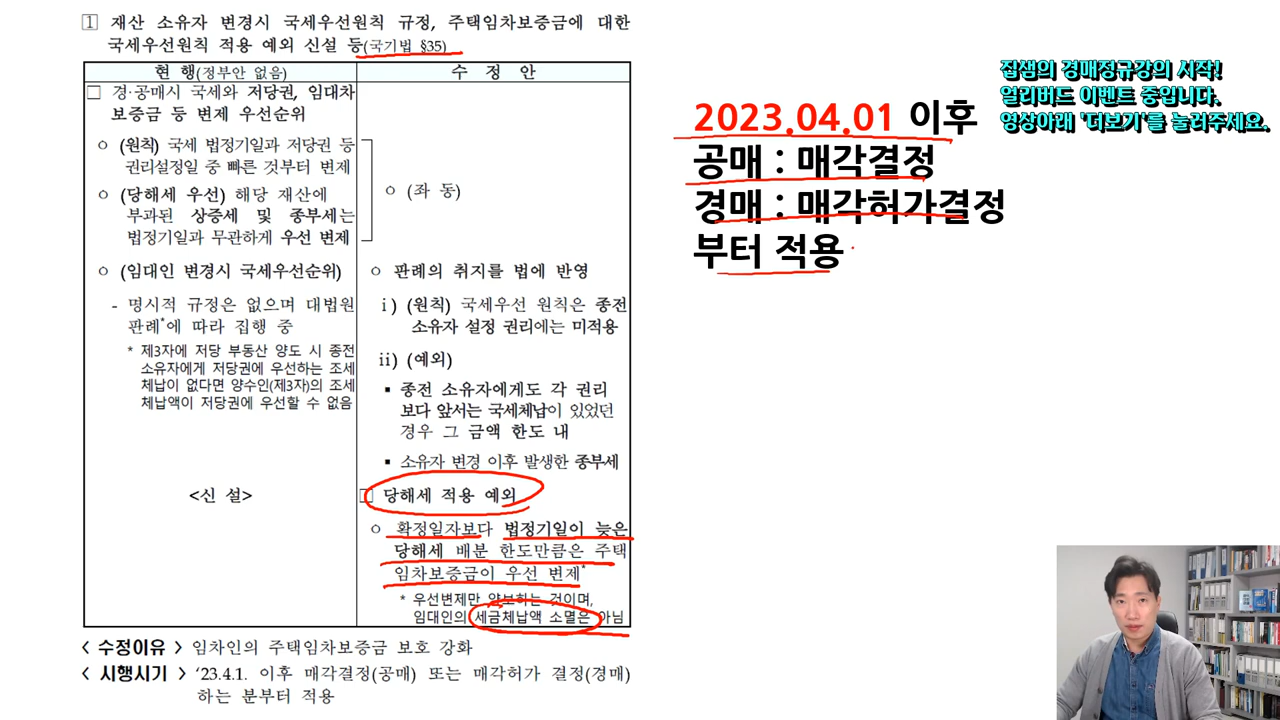 1 재산 소유자 변경시 국세우선원칙 규정, 주택임차보증금에 대한
국세우선원칙 적용 예외 신설 등(국기법 §35)
현 행(정부안 없음)
□ 경·공매시 국세와 저당권, 임대차
보증금 등 변제 우선순위
ㅇ (원칙) 국세 법정기일과 저당권 등
권리설정일 중 빠른 것부터 변제
ㅇ (당해세 우선) 해당 재산에
부과된 상증세 및 종부세는
법정기일과 무관하게 우선 변제
ㅇ (임대인 변경시 국세우선순위)
- 명시적 규정은 없으며 대법원
판례*에 따라 집행 중
* 제3자에 저당 부동산 양도 시 종전
소유자에게 저당권에 우선하는 조세
체납이 없다면 양수인(제3자)의 조세
체납액이 저당권에 우선할 수 없음
<신 설>
수 정 안
ㅇ (좌 동)
ㅇ 판례의 취지를 법에 반영
i) (원칙) 국세우선 원칙은 종전
소유자 설정 권리에는 미적용
ii) (예외)
▪ 종전 소유자에게도 각 권리
보다 앞서는 국세체납이 있었던
경우 그 금액 한도 내
▪ 소유자 변경 이후 발생한 종부세
□ 당해세 적용 예외
ㅇ 확정일자보다 법정기일이 늦은
당해세 배분 한도만큼은 주택
임차보증금이 우선 변제*
* 우선변제만 양보하는 것이며,
임대인의 세금체납액 소멸은 아님
< 수정이유 > 임차인의 주택임차보증금 보호 강화
< 시행시기 > ‘23.4.1. 이후 매각결정(공매) 또는 매각허가 결정(경매)
하는 분부터 적용
2023.04.01 이후
공매 : 매각결정
경매 : 매각허가결정
부터 적용
집샘의 경매정규강의 시작!
얼리버드 이벤트 중입니다.
영상아래 '더보기'를 눌러주세요.